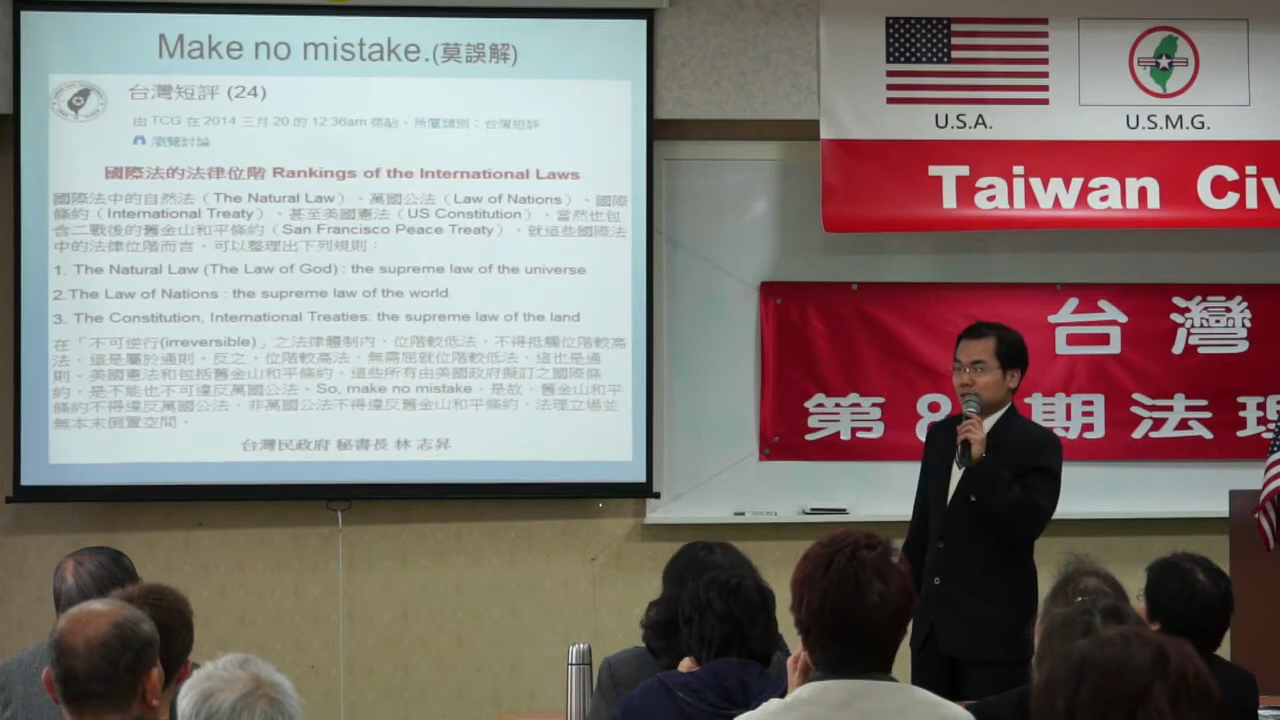 Make no mistake.(莫誤解)
台灣短評 (24)
由 TCG 在 2014 三月 20 的 12:36am 張貼，所屬類別：台灣短評
瀏覽討論
國際法的法律位階 Rankings of the International Laws
國際法中的自然法（The Natural Law）、萬國公法（Law of Nations）、國際
條約（International Treaty）、甚至美國憲法（US Constitution），當然也包
含二戰後的舊金山和平條約（San Francisco Peace Treaty），就這些國際法
中的法律位階而言，可以整理出下列規則：
1. The Natural Law (The Law of God) : the supreme law of the universe
2.The Law of Nations : the supreme law of the world
3. The Constitution, International Treaties: the supreme law of the land
在「不可逆行(irreversible)」之法律體制內，位階較低法，不得抵觸位階較高
法，這是屬於通則。反之，位階較高法，無需屈就位階較低法，這也是通
則。美國憲法和包括舊金山和平條約，這些所有由美國政府擬訂之國際條
約，是不能也不可違反萬國公法。So, make no mistake，是故，舊金山和平
條約不得違反萬國公法，非萬國公法不得違反舊金山和平條約。法理立場並
無本末倒置空間。
台灣民政府 秘書長 林 志昇
U.S.A.
U.S.M.G.
Taiwan Civ
台 灣
第 8 期 法 理